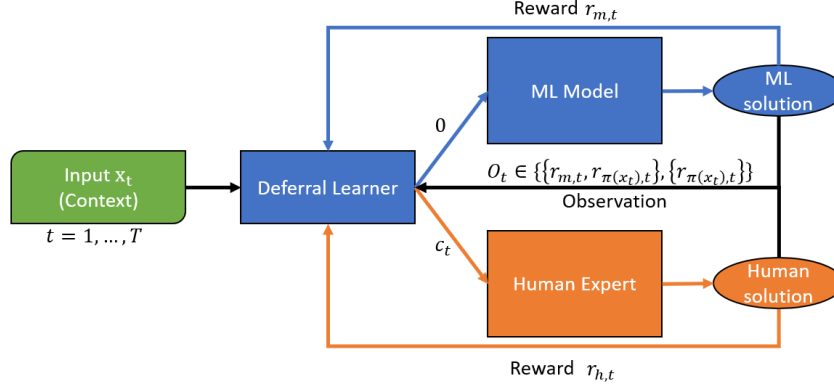 Reward r_{m,t}
ML Model
ML
solution
0
Input x_t
(Context)
Deferral Learner
O_t ∈ {{r_{m,t}, r_{π(x_t),t}}, {r_{π(x_t),t}}}
Observation
t = 1, … , T
c_t
Human Expert
Human
solution
Reward r_{h,t}